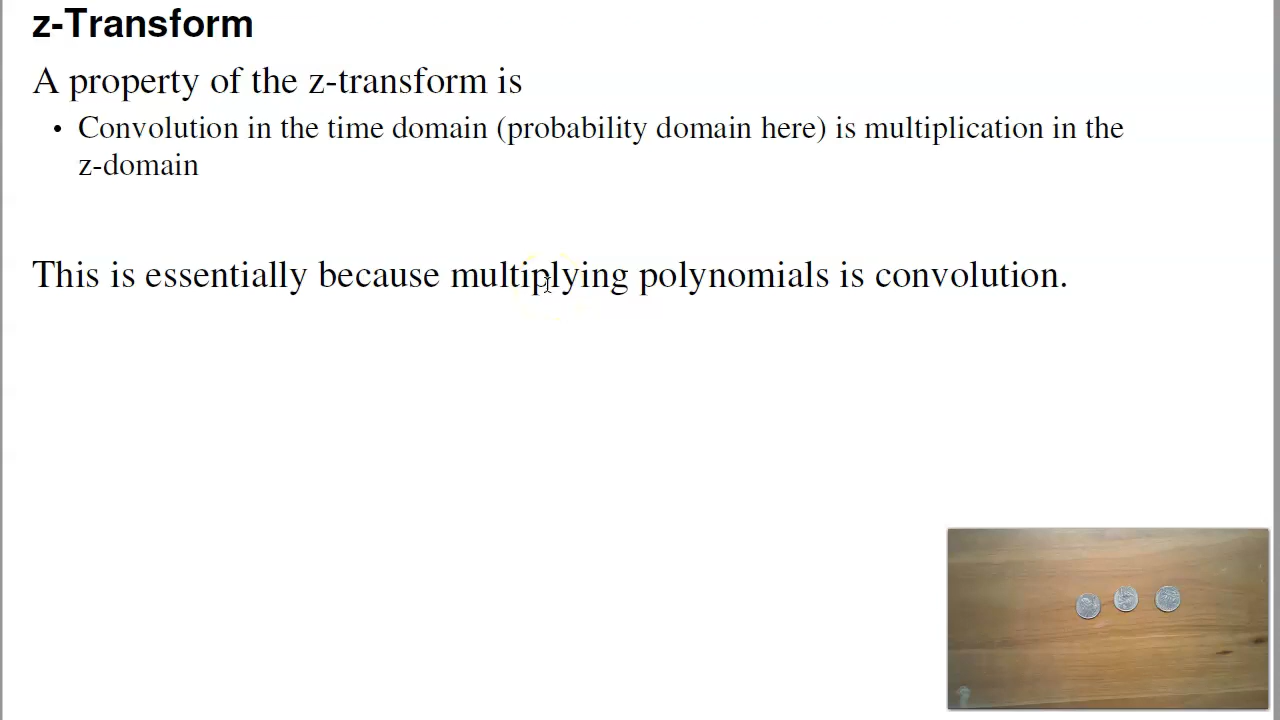 z-Transform
A property of the z-transform is
• Convolution in the time domain (probability domain here) is multiplication in the
z-domain
This is essentially because multiplying polynomials is convolution.